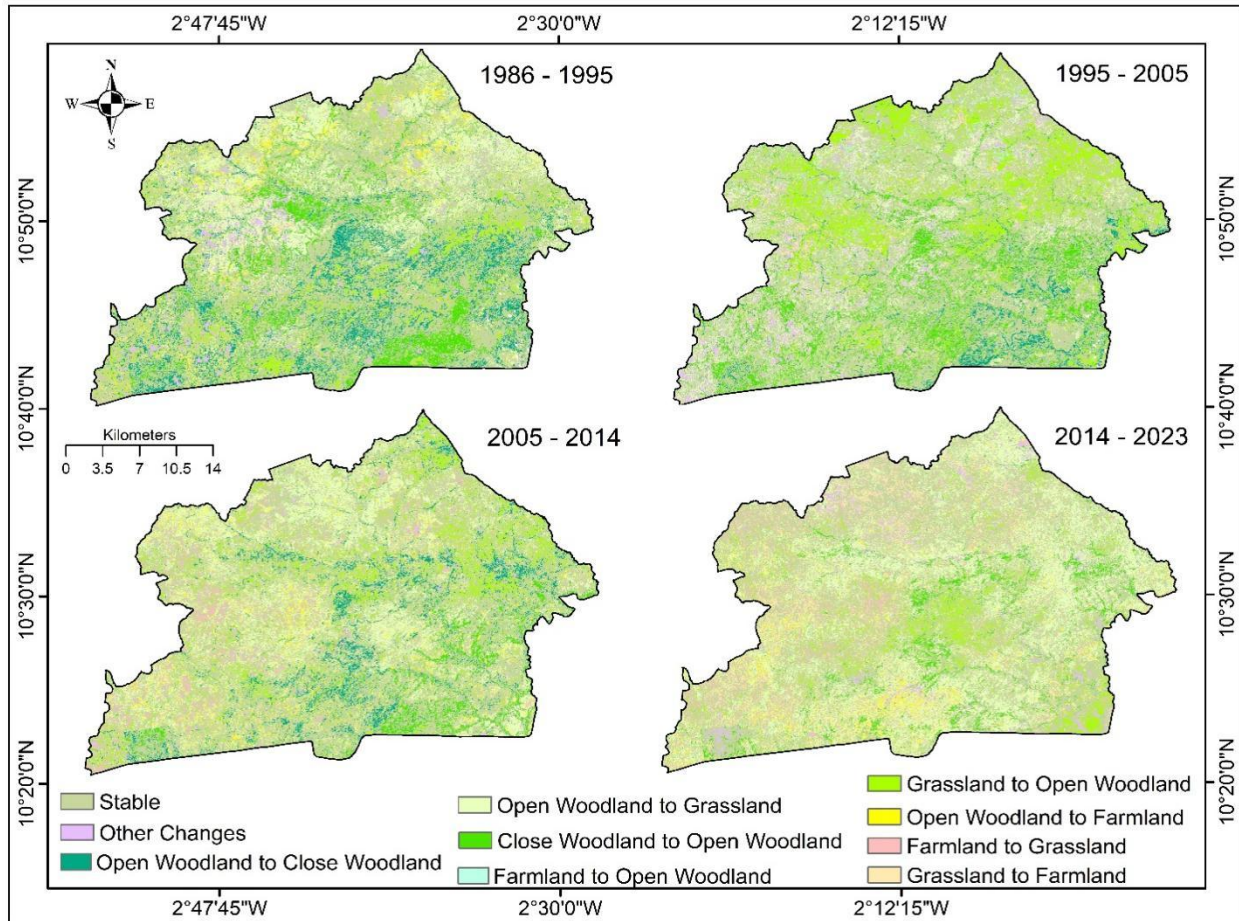 2°47'45"W 2°30'0"W 2°12'15"W
1986 - 1995 1995 - 2005
N
W E
S
10°50'0"N 10°50'0"N
10°40'0"N 10°40'0"N
2005 - 2014 2014 - 2023
Kilometers
0 3.5 7 10.5 14
10°30'0"N 10°30'0"N
10°20'0"N 10°20'0"N
Stable
Other Changes
Open Woodland to Close Woodland
Open Woodland to Grassland
Close Woodland to Open Woodland
Farmland to Open Woodland
Grassland to Open Woodland
Open Woodland to Farmland
Farmland to Grassland
Grassland to Farmland
2°47'45"W 2°30'0"W 2°12'15"W